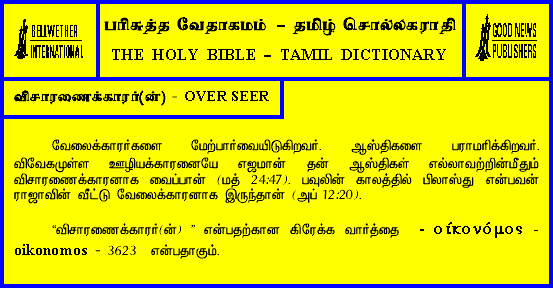 BELLWETHER
INTERNATIONAL
பரிசுத்த வேதாகமம் – தமிழ் சொல்லகராதி
THE HOLY BIBLE – TAMIL DICTIONARY
GOOD NEWS
PUBLISHERS
விசாரணைக்காரர்(ன்) - OVER SEER
வேலைக்காரர்களை மேற்பார்வையிடுகிறவர். ஆஸ்திகளை பராமரிக்கிறவர்.
விவேகமுள்ள ஊழியக்காரனையே எஜமான் தன் ஆஸ்திகள் எல்லாவற்றின்மீதும்
விசாரணைக்காரனாக வைப்பான் (மத் 24:47). பவுலின் காலத்தில் பிலாஸ்து என்பவன்
ராஜாவின் வீட்டு வேலைக்காரனாக இருந்தான் (அப் 12:20).
“விசாரணைக்காரர்(ன்) ” என்பதற்கான கிரேக்க வார்த்தை - οίκονόμος -
oikonomos - 3623 என்பதாகும்.